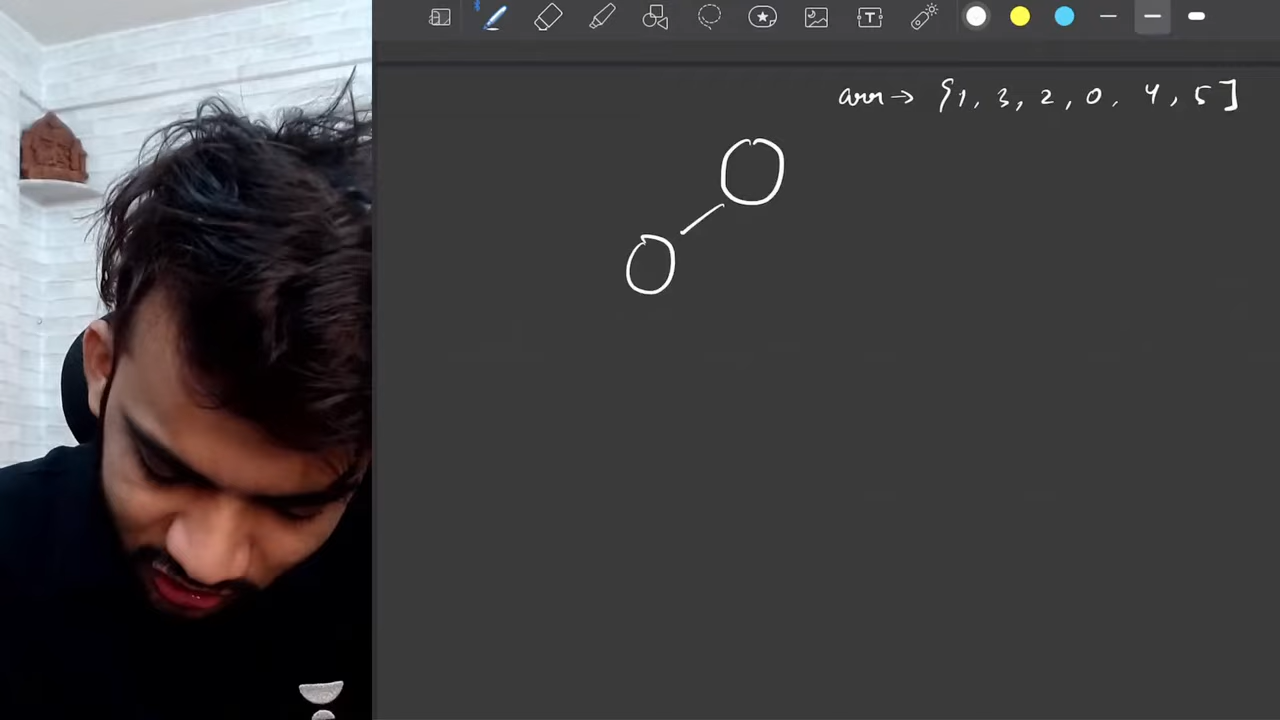 arr → {1, 3, 2, 0, 4, 5]